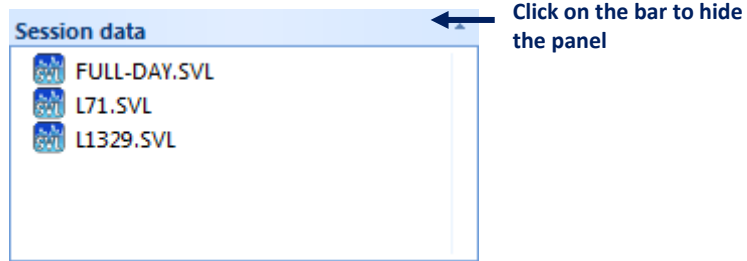 Session data
FULL-DAY.SVL
L71.SVL
L1329.SVL
Click on the bar to hide
the panel